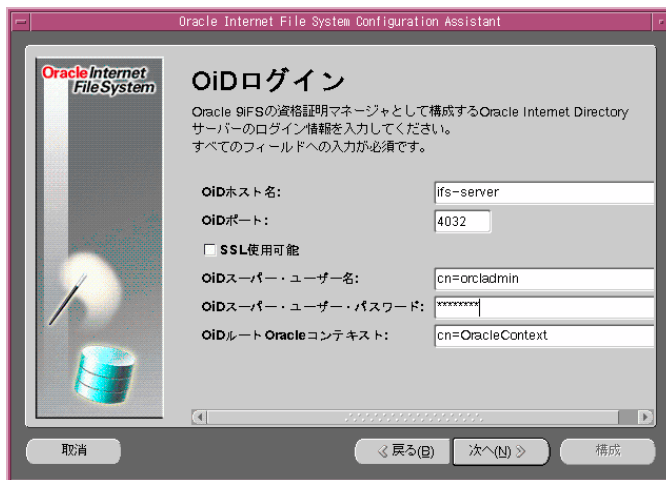 Oracle Internet File System Configuration Assistant
Oracle Internet
File System
OiDログイン
Oracle 9iFSの資格証明マネージャとして構成するOracle Internet Directory
サーバーのログイン情報を入力してください。
すべてのフィールドへの入力が必須です。
OiDホスト名: ifs-server
OiDポート: 4032
SSL使用可能
OiDスーパー・ユーザー名: cn=orcladmin
OiDスーパー・ユーザー・パスワード: ********
OiDルートOracleコンテキスト: cn=OracleContext
取消 ≪戻る(B) 次へ(N)≫ 構成